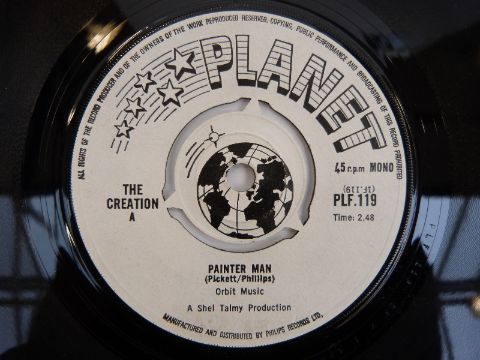 ALL RIGHTS OF THE RECORD PRODUCER AND OF THE OWNERS OF THE WORK REPRODUCED RESERVED. COPYING, PUBLIC PERFORMANCE AND BROADCASTING OF THIS RECORD PROHIBITED
PLANET
45 r.p.m MONO
(1F.119)
PLF.119
Time: 2.48
THE
CREATION
A
PAINTER MAN
(Pickett/Phillips)
Orbit Music
A Shel Talmy Production
MANUFACTURED AND DISTRIBUTED BY PHILIPS RECORDS LTD.